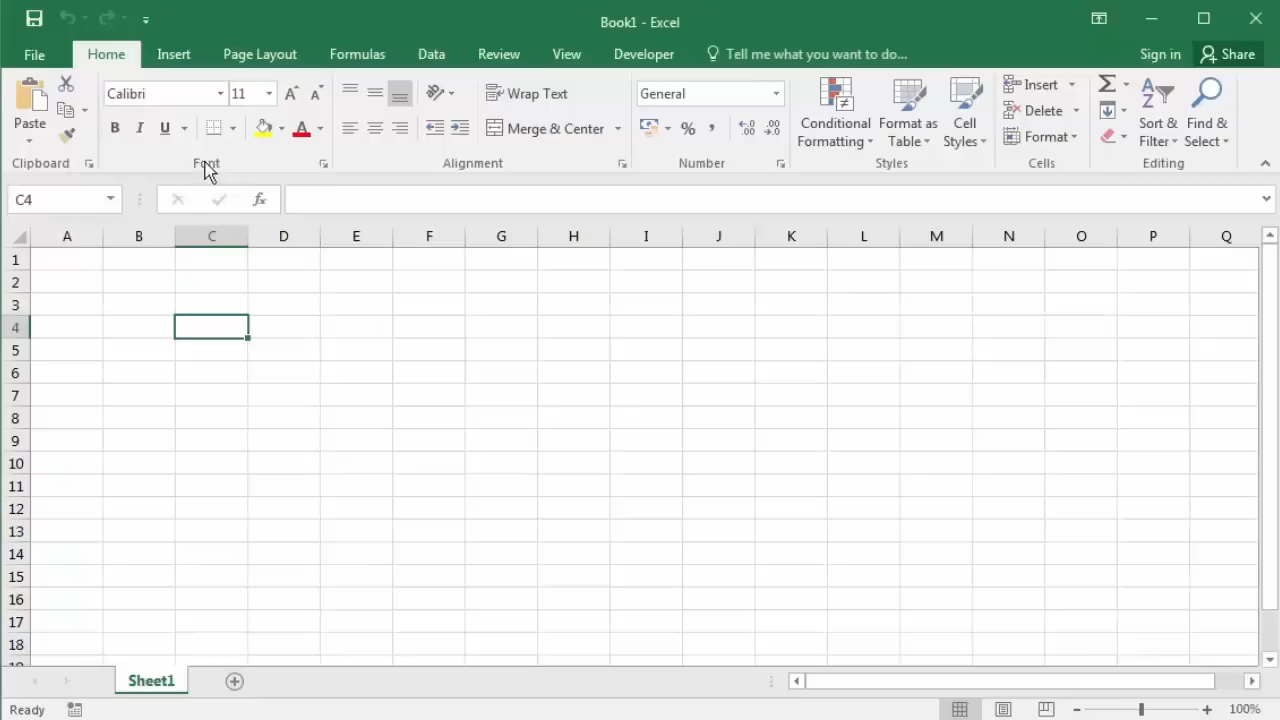 Book1 - Excel
File Home Insert Page Layout Formulas Data Review View Developer Tell me what you want to do... Sign in Share
Calibri 11 Wrap Text General Insert
Paste B I U Merge & Center % , .0 .00 Conditional Formatting Format as Table Cell Styles Delete Sort & Filter Find & Select
Format
Clipboard Font Alignment Number Styles Cells Editing
C4 fx
A B C D E F G H I J K L M N O P Q
1
2
3
4
5
6
7
8
9
10
11
12
13
14
15
16
17
18
Sheet1
Ready 100%